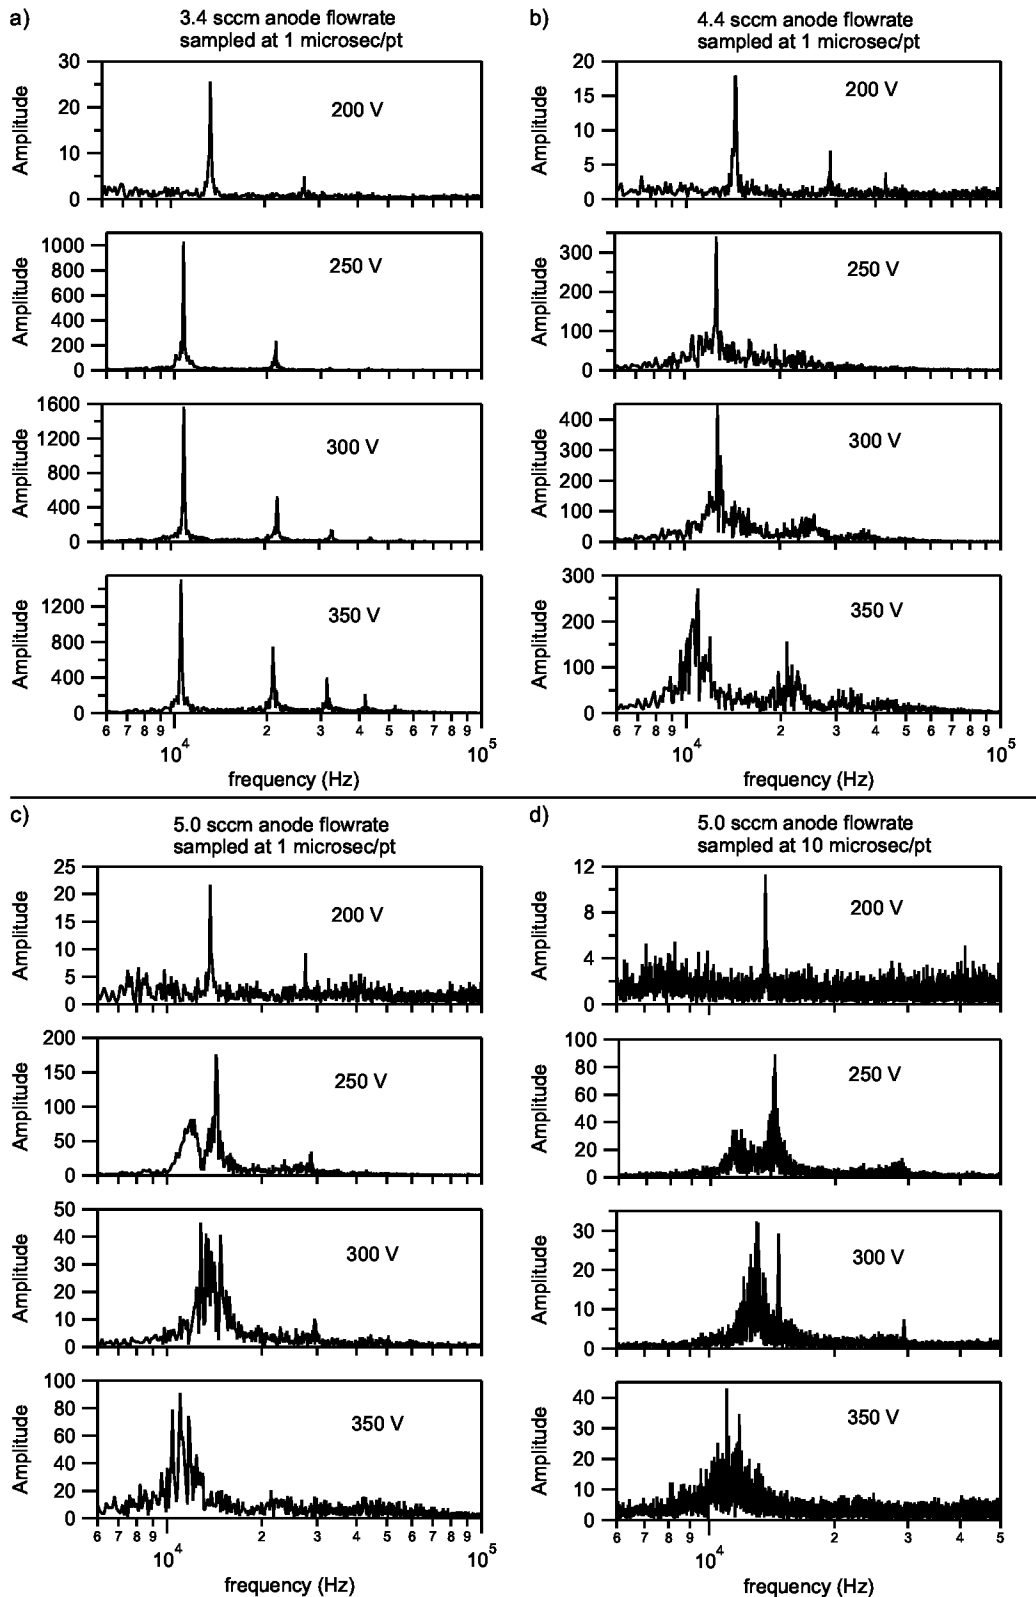 a)
3.4 sccm anode flowrate
sampled at 1 microsec/pt
30
20
10
0
Amplitude
200 V
1000
800
600
400
200
0
Amplitude
250 V
1600
1200
800
400
0
Amplitude
300 V
1200
800
400
0
Amplitude
350 V
6 7 8 9 2 3 4 5 6 7 8 9
10^4 10^5
frequency (Hz)
b)
4.4 sccm anode flowrate
sampled at 1 microsec/pt
20
15
10
5
0
Amplitude
200 V
300
200
100
0
Amplitude
250 V
400
300
200
100
0
Amplitude
300 V
300
200
100
0
Amplitude
350 V
6 7 8 9 2 3 4 5 6 7 8 9
10^4 10^5
frequency (Hz)
c)
5.0 sccm anode flowrate
sampled at 1 microsec/pt
25
20
15
10
5
0
Amplitude
200 V
200
150
100
50
0
Amplitude
250 V
50
40
30
20
10
0
Amplitude
300 V
100
80
60
40
20
0
Amplitude
350 V
6 7 8 9 2 3 4 5 6 7 8 9
10^4 10^5
frequency (Hz)
d)
5.0 sccm anode flowrate
sampled at 10 microsec/pt
12
8
4
0
Amplitude
200 V
100
80
60
40
20
0
Amplitude
250 V
30
20
10
0
Amplitude
300 V
40
30
20
10
0
Amplitude
350 V
6 7 8 9 2 3 4 5
10^4
frequency (Hz)